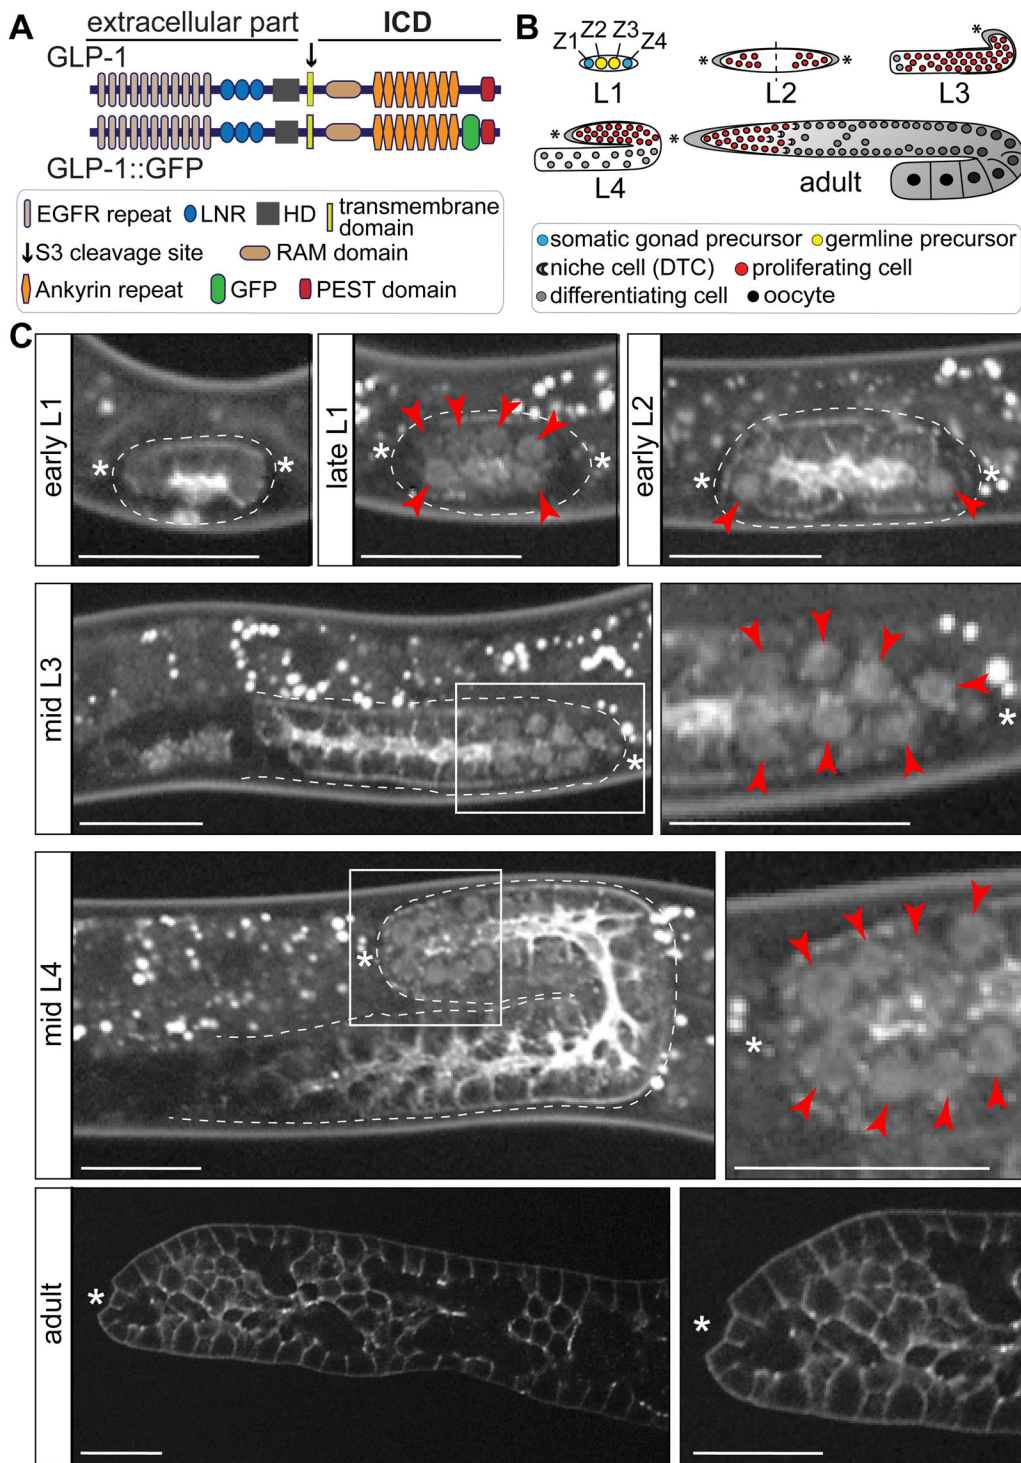 A
extracellular part ICD
GLP-1
GLP-1::GFP
EGFR repeat LNR HD transmembrane domain
S3 cleavage site RAM domain
Ankyrin repeat GFP PEST domain
B
Z1 Z2 Z3 Z4
* * *
L1 L2 L3
* *
L4 adult
somatic gonad precursor germline precursor
niche cell (DTC) proliferating cell
differentiating cell oocyte
C
early L1
* *
late L1
* *
early L2
* *
mid L3
* *
mid L4
* *
adult
* *